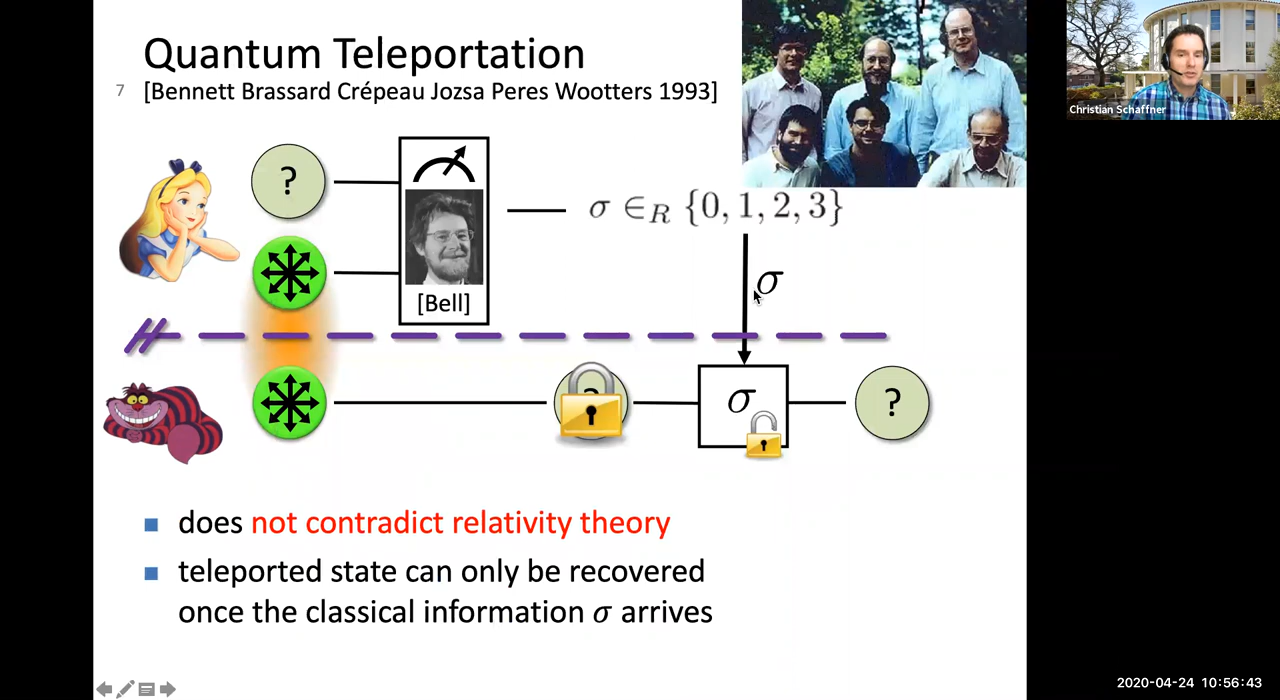 Quantum Teleportation
7
[Bennett Brassard Crépeau Jozsa Peres Wootters 1993]
Christian Schaffner
?
σ ∈R {0, 1, 2, 3}
[Bell]
σ
?
σ
?
does not contradict relativity theory
teleported state can only be recovered
once the classical information σ arrives
2020-04-24 10:56:43